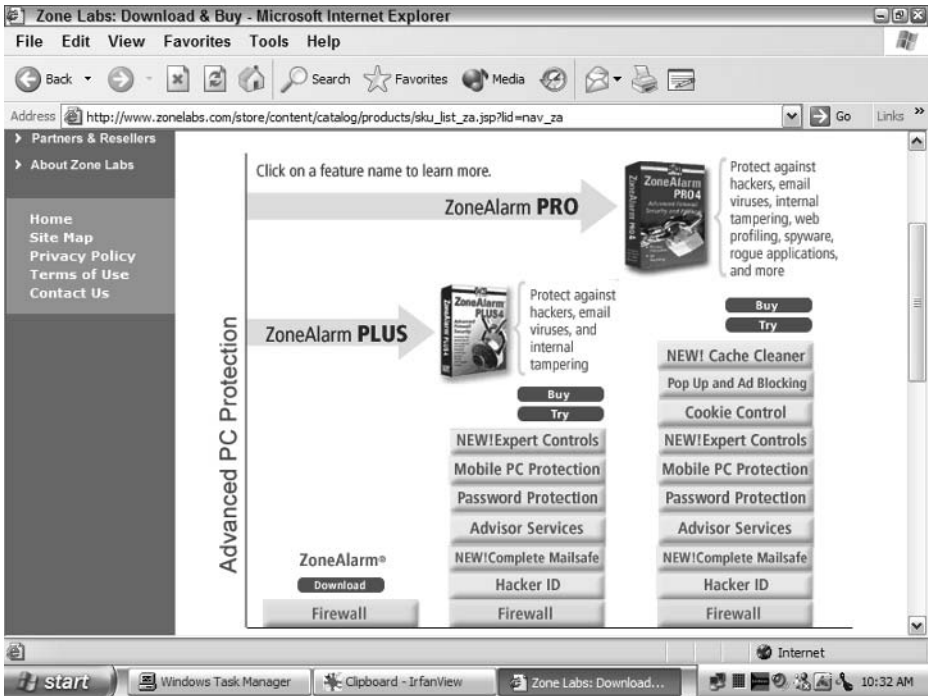 Zone Labs: Download & Buy - Microsoft Internet Explorer
File Edit View Favorites Tools Help
Back Search Favorites Media
Address http://www.zonelabs.com/store/content/catalog/products/sku_list_za.jsp?lid=nav_za Go Links »
Partners & Resellers
About Zone Labs
Home
Site Map
Privacy Policy
Terms of Use
Contact Us
Advanced PC Protection
Click on a feature name to learn more.
ZoneAlarm PRO
ZoneAlarm
PRO4
Protect against
hackers, email
viruses, internal
tampering, web
profiling, spyware,
rogue applications,
and more
Buy
Try
NEW! Cache Cleaner
Pop Up and Ad Blocking
Cookie Control
NEW!Expert Controls
Mobile PC Protection
Password Protection
Advisor Services
NEW!Complete Mailsafe
Hacker ID
Firewall
ZoneAlarm PLUS
ZoneAlarm
PLUS4
Protect against
hackers, email
viruses, and
internal
tampering
Buy
Try
NEW!Expert Controls
Mobile PC Protection
Password Protection
Advisor Services
NEW!Complete Mailsafe
Hacker ID
Firewall
ZoneAlarm®
Download
Firewall
Internet
start Windows Task Manager Clipboard - IrfanView Zone Labs: Download... 10:32 AM